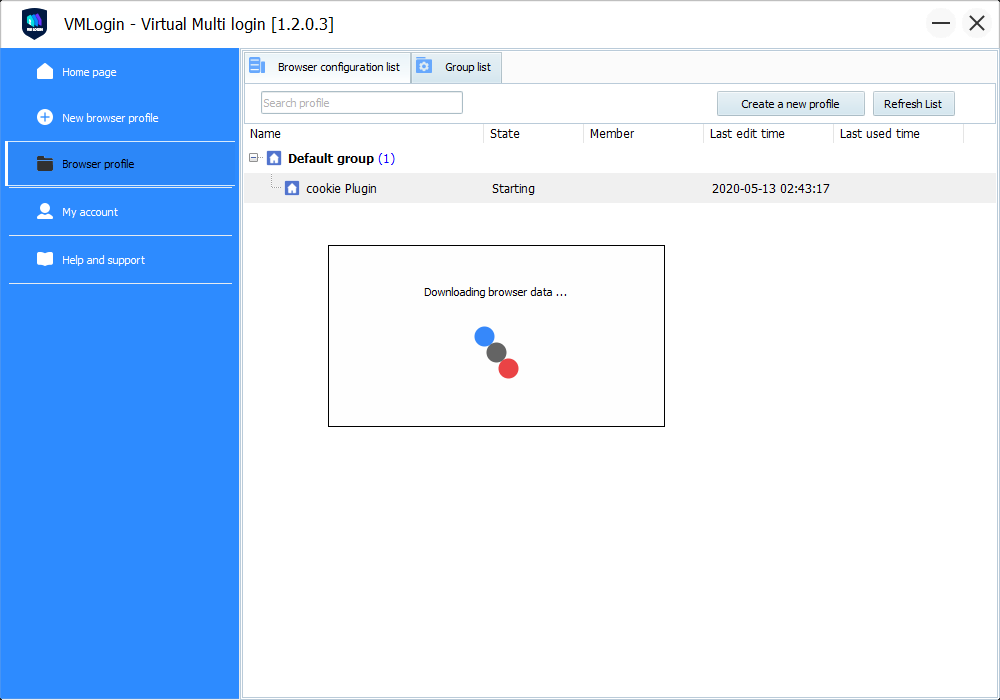 VMLogin - Virtual Multi login [1.2.0.3]
VM LOGIN
Home page
New browser profile
Browser profile
My account
Help and support
Browser configuration list
Group list
Search profile
Create a new profile
Refresh List
Name State Member Last edit time Last used time
Default group (1)
cookie Plugin Starting 2020-05-13 02:43:17
Downloading browser data ...